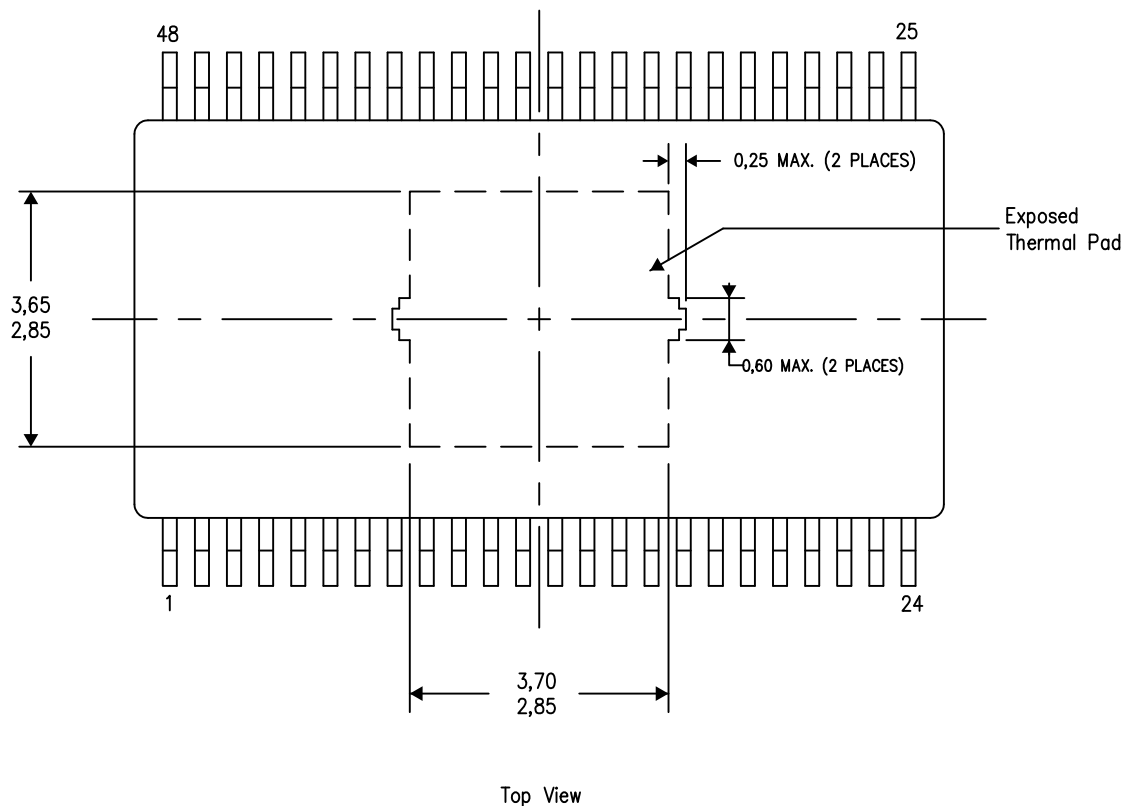 48
25
0,25 MAX. (2 PLACES)
Exposed
Thermal Pad
3,65
2,85
0,60 MAX. (2 PLACES)
1
24
3,70
2,85
Top View